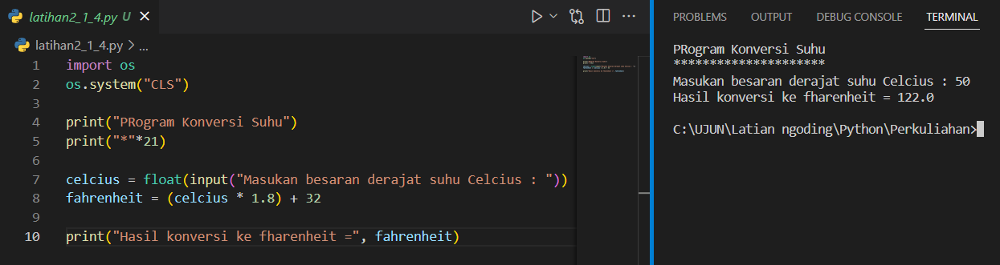 latihan2_1_4.py U
latihan2_1_4.py > ...
1 import os
2 os.system("CLS")
3
4 print("PRogram Konversi Suhu")
5 print("*"*21)
6
7 celcius = float(input("Masukan besaran derajat suhu Celcius : "))
8 fahrenheit = (celcius * 1.8) + 32
9
10 print("Hasil konversi ke fharenheit =", fahrenheit)
PROBLEMS OUTPUT DEBUG CONSOLE TERMINAL
PRogram Konversi Suhu
*********************
Masukan besaran derajat suhu Celcius : 50
Hasil konversi ke fharenheit = 122.0
C:\UJUN\Latian ngoding\Python\Perkuliahan>